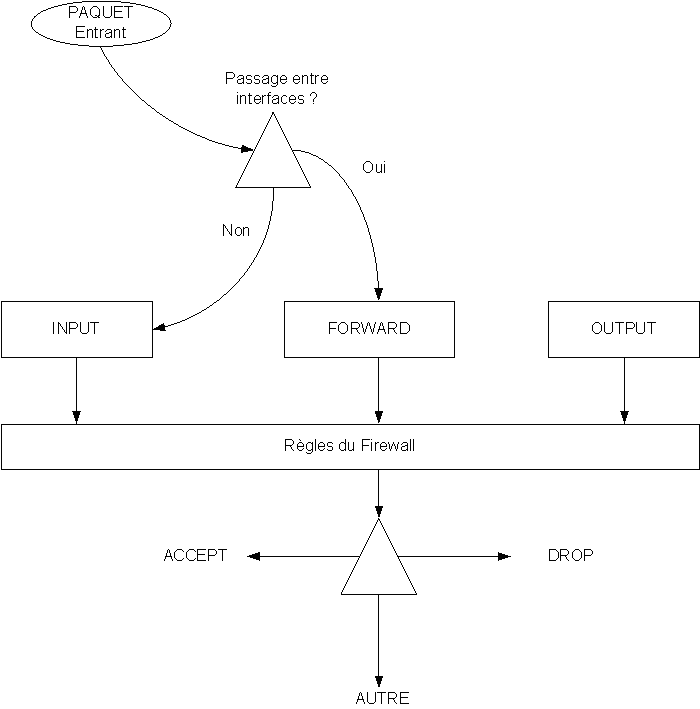 PAQUET
Entrant
Passage entre
interfaces ?
Oui
Non
INPUT
FORWARD
OUTPUT
Règles du Firewall
ACCEPT
DROP
AUTRE